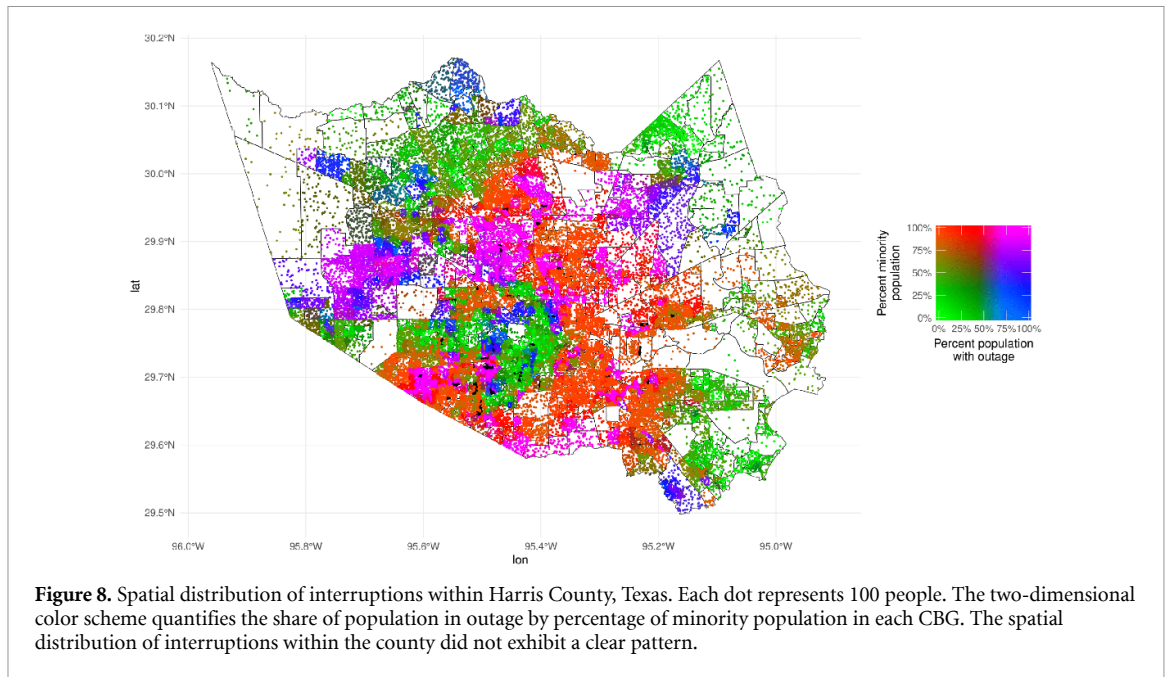 30.2°N
30.1°N
30.0°N
29.9°N
29.8°N
29.7°N
29.6°N
29.5°N
lat
96.0°W 95.8°W 95.6°W 95.4°W 95.2°W 95.0°W
lon
Percent minority
population
100%
75%
50%
25%
0%
0% 25% 50% 75% 100%
Percent population
with outage
Figure 8. Spatial distribution of interruptions within Harris County, Texas. Each dot represents 100 people. The two-dimensional
color scheme quantifies the share of population in outage by percentage of minority population in each CBG. The spatial
distribution of interruptions within the county did not exhibit a clear pattern.